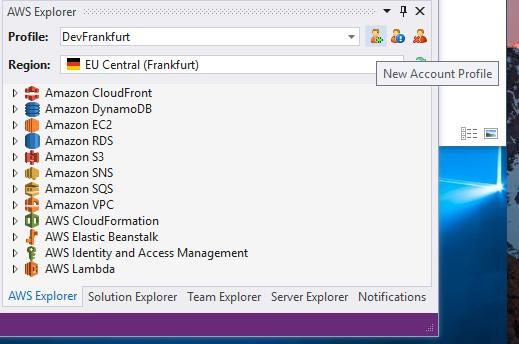 AWS Explorer
Profile: DevFrankfurt
Region: EU Central (Frankfurt)
New Account Profile
Amazon CloudFront
Amazon DynamoDB
Amazon EC2
Amazon RDS
Amazon S3
Amazon SNS
Amazon SQS
Amazon VPC
AWS CloudFormation
AWS Elastic Beanstalk
AWS Identity and Access Management
AWS Lambda
AWS Explorer Solution Explorer Team Explorer Server Explorer Notifications